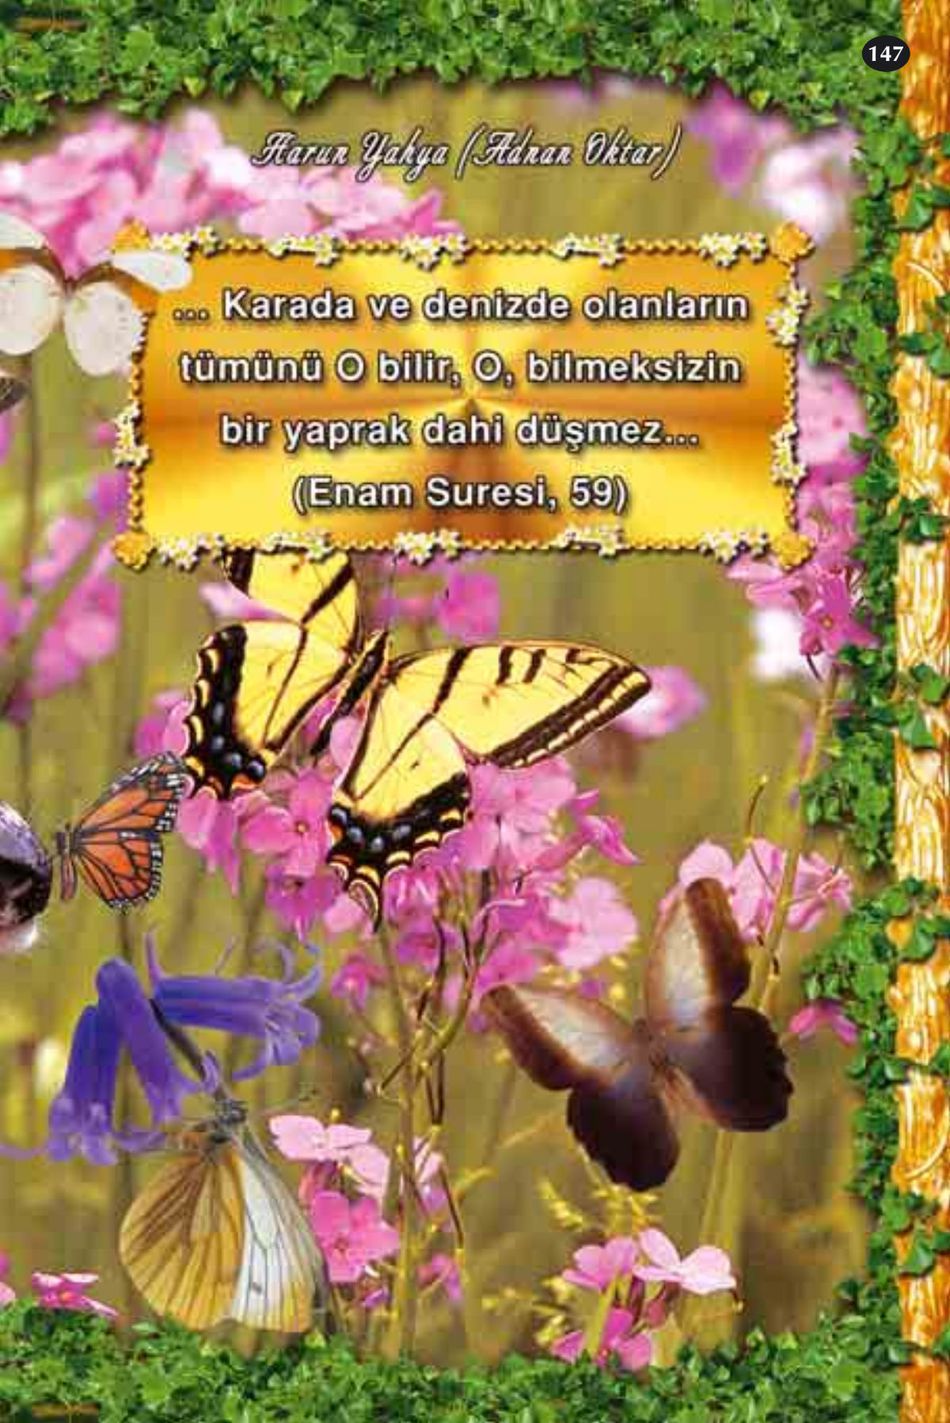 147
Harun Yahya (Adnan Oktar)
... Karada ve denizde olanların
tümünü O bilir, O, bilmeksizin
bir yaprak dahi düşmez...
(Enam Suresi, 59)